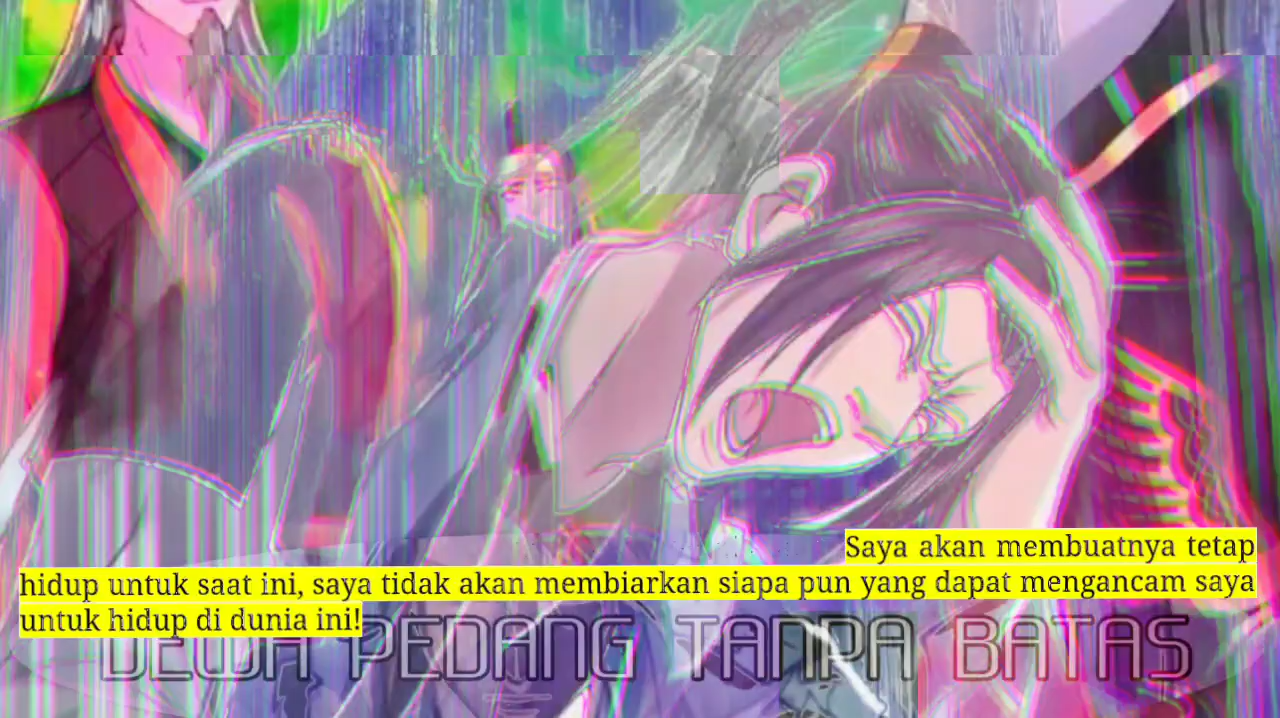 Saya akan membuatnya tetap
hidup untuk saat ini, saya tidak akan membiarkan siapa pun yang dapat mengancam saya
untuk hidup di dunia ini!
DEWA PEDANG TANPA BATAS